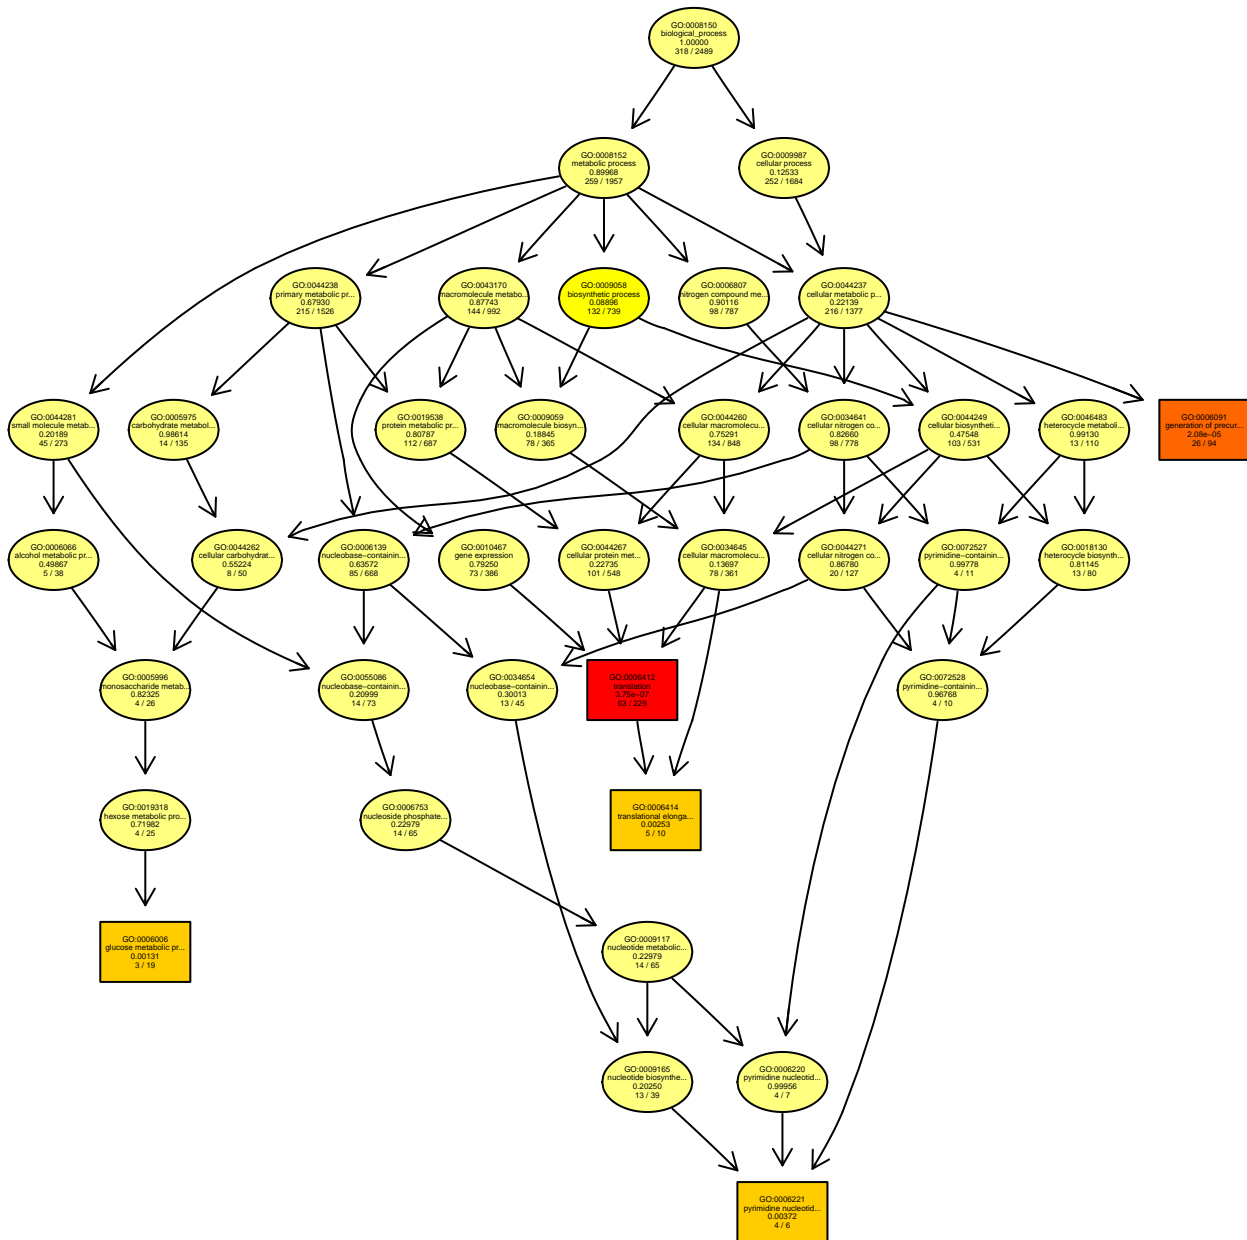 GO:0008150
biological_process
1.00000
318 / 2489
GO:0008152
metabolic process
0.89968
259 / 1957
GO:0009987
cellular process
0.12533
252 / 1684
GO:0044238
primary metabolic pr...
0.67930
215 / 1526
GO:0043170
macromolecule metabo...
0.87743
144 / 992
GO:0009058
biosynthetic process
0.08896
132 / 739
GO:0006807
nitrogen compound me...
0.90116
98 / 787
GO:0044237
cellular metabolic p...
0.22139
216 / 1377
GO:0044281
small molecule metab...
0.20189
45 / 273
GO:0005975
carbohydrate metabol...
0.98614
14 / 135
GO:0019538
protein metabolic pr...
0.80787
112 / 687
GO:0009059
macromolecule biosyn...
0.18845
78 / 365
GO:0044260
cellular macromolecu...
0.75291
134 / 848
GO:0034641
cellular nitrogen co...
0.82660
98 / 778
GO:0044249
cellular biosyntheti...
0.47548
103 / 531
GO:0046483
heterocycle metaboli...
0.99130
13 / 110
GO:0006091
generation of precur...
2.08e−05
26 / 94
GO:0006066
alcohol metabolic pr...
0.49867
5 / 38
GO:0044262
cellular carbohydrat...
0.55224
8 / 50
GO:0006139
nucleobase−containin...
0.63572
85 / 668
GO:0010467
gene expression
0.79250
73 / 386
GO:0044267
cellular protein met...
0.22735
101 / 548
GO:0034645
cellular macromolecu...
0.13697
78 / 361
GO:0044271
cellular nitrogen co...
0.86780
20 / 127
GO:0072527
pyrimidine−containin...
0.99778
4 / 11
GO:0018130
heterocycle biosynth...
0.81145
13 / 80
GO:0005996
monosaccharide metab...
0.82325
4 / 26
GO:0055086
nucleobase−containin...
0.20999
14 / 73
GO:0034654
nucleobase−containin...
0.30013
13 / 45
GO:0006412
translation
3.75e−07
63 / 229
GO:0072528
pyrimidine−containin...
0.96768
4 / 10
GO:0019318
hexose metabolic pro...
0.71982
4 / 25
GO:0006753
nucleoside phosphate...
0.22979
14 / 65
GO:0006414
translational elonga...
0.00253
5 / 10
GO:0006006
glucose metabolic pr...
0.00131
3 / 19
GO:0009117
nucleotide metabolic...
0.22979
14 / 65
GO:0009165
nucleotide biosynthe...
0.20250
13 / 39
GO:0006220
pyrimidine nucleotid...
0.99956
4 / 7
GO:0006221
pyrimidine nucleotid...
0.00372
4 / 6